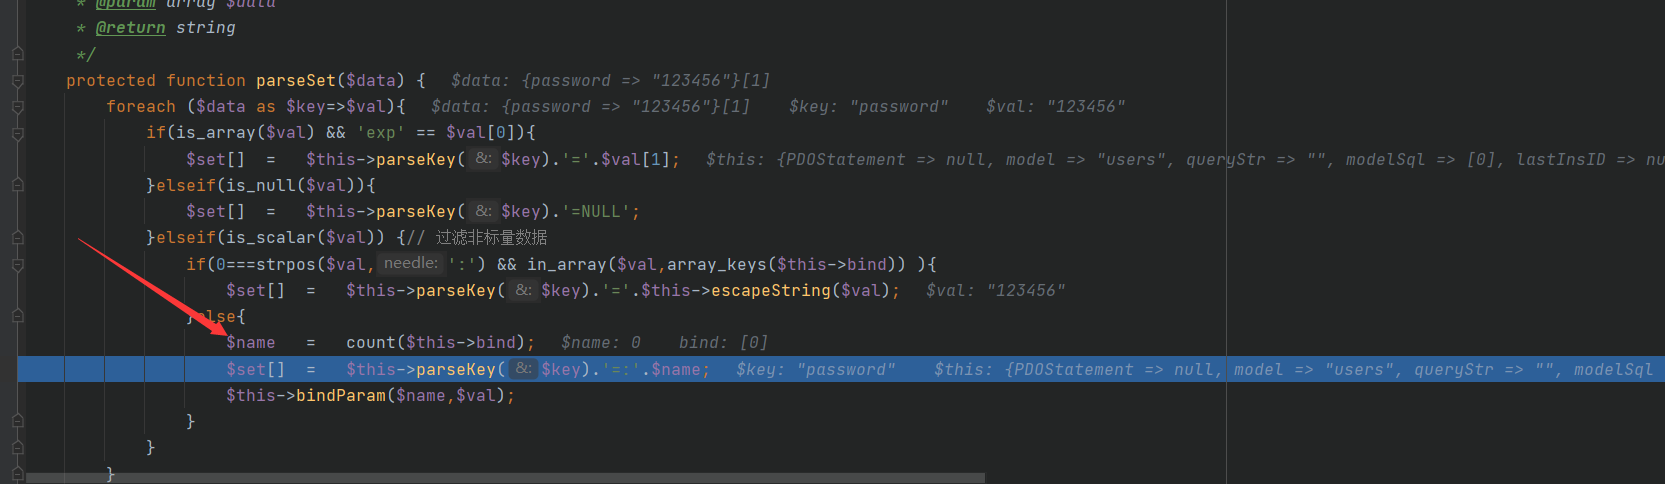 * @param array $data
* @return string
*/
protected function parseSet($data) {   $data: {password => "123456"}[1]
foreach ($data as $key=>$val){   $data: {password => "123456"}[1]   $key: "password"   $val: "123456"
if(is_array($val) && 'exp' == $val[0]){
$set[]  =   $this->parseKey( &: $key).'='.$val[1];   $this: {PDOStatement => null, model => "users", queryStr => "", modelSql => [0], lastInsID => nu
}elseif(is_null($val)){
$set[]  =   $this->parseKey( &: $key).'=NULL';
}elseif(is_scalar($val)) {// 过滤非标量数据
if(0===strpos($val, needle: ':') && in_array($val,array_keys($this->bind)) ){
$set[]  =   $this->parseKey( &: $key).'='.$this->escapeString($val);   $val: "123456"
}else{
$name   =   count($this->bind);   $name: 0   bind: [0]
$set[]  =   $this->parseKey( &: $key).'=:'.$name;   $key: "password"   $this: {PDOStatement => null, model => "users", queryStr => "", modelSql
$this->bindParam($name,$val);
}
}
}